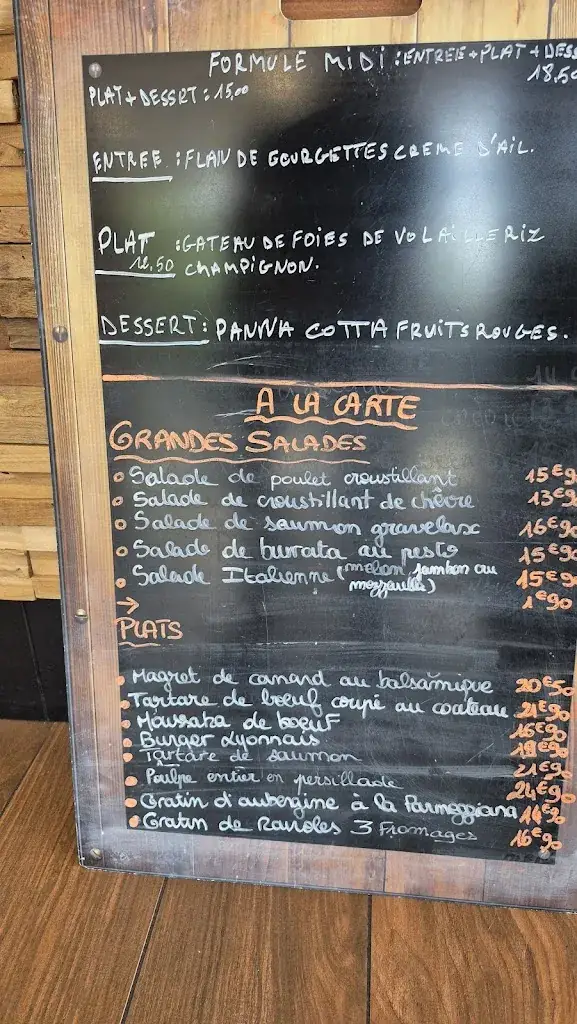 FORMULE MIDI : ENTREE + PLAT + DESS
18,50
PLAT + DESSERT : 15,00
ENTREE : FLAN DE COURGETTES CREME D'AIL.
PLAT : GATEAU DE FOIES DE VOLAILLE RIZ
12.50 CHAMPIGNON.
DESSERT : PANNA COTTA FRUITS ROUGES.
A LA CARTE
GRANDES SALADES
Salade de poulet croustillant 15€90
Salade de croustillant de chèvre 13€90
Salade de saumon gravelax 16€90
Salade de burrata au pesto 15€90
Salade Italienne (melon jambon cru 15€90
mozzarella)
→ 1€90
PLATS
Magret de canard au balsamique 20€50
Tartare de boeuf coupé au couteau 21€90
Moussaka de boeuf 16€90
Burger Lyonnais 18€90
Tartare de saumon 21€90
Poulpe entier en persillade 24€90
Gratin d'aubergine à la Parmeggiana 14€90
Gratin de Ravioles 3 Fromages 16€90